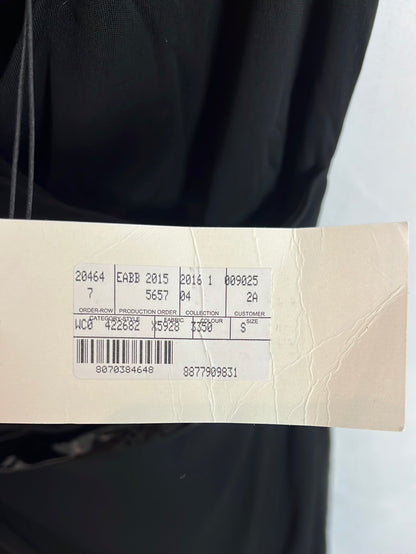 20464 EABB 2015 2016 1 009025
7 5657 04 2A
ORDER-ROW PRODUCTION ORDER COLLECTION CUSTOMER
CATEGORY-STYLE FABRIC COLOUR SIZE
WC0 422682 X5928 3350 S
8070384648 8877909831